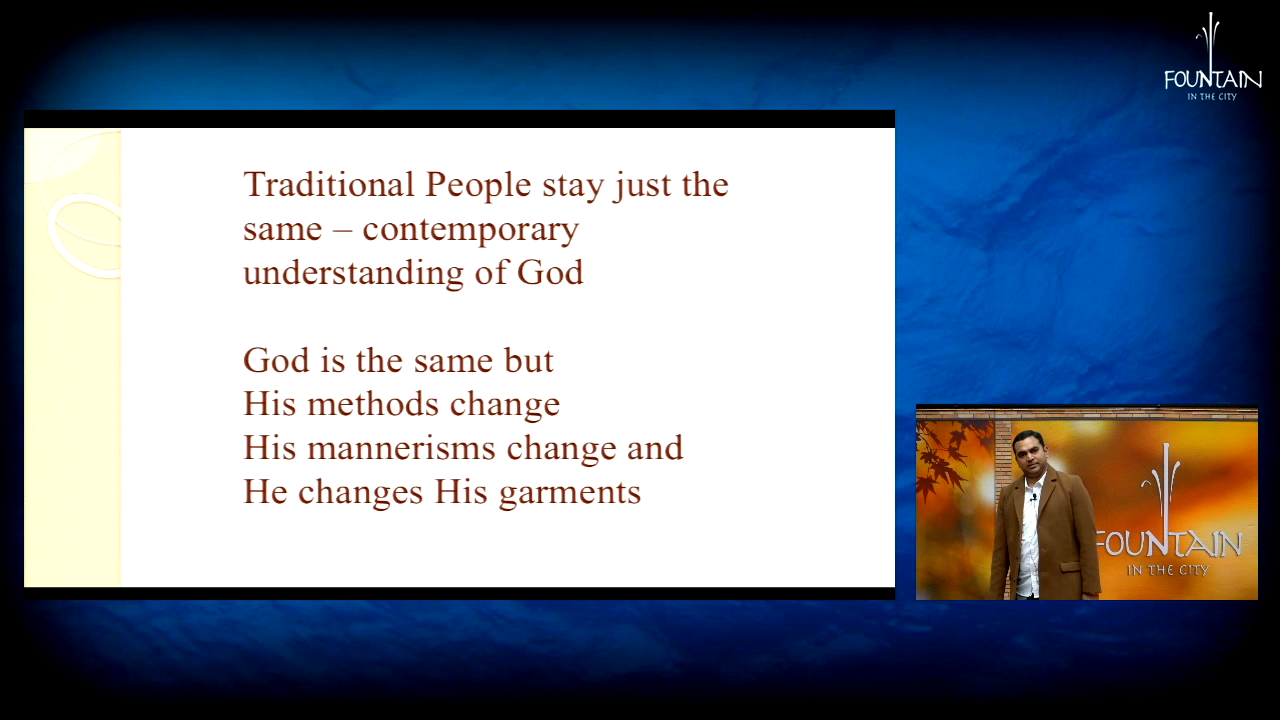 FOUNTAIN
IN THE CITY
Traditional People stay just the
same – contemporary
understanding of God
God is the same but
His methods change
His mannerisms change and
He changes His garments
FOUNTAIN
IN THE CITY